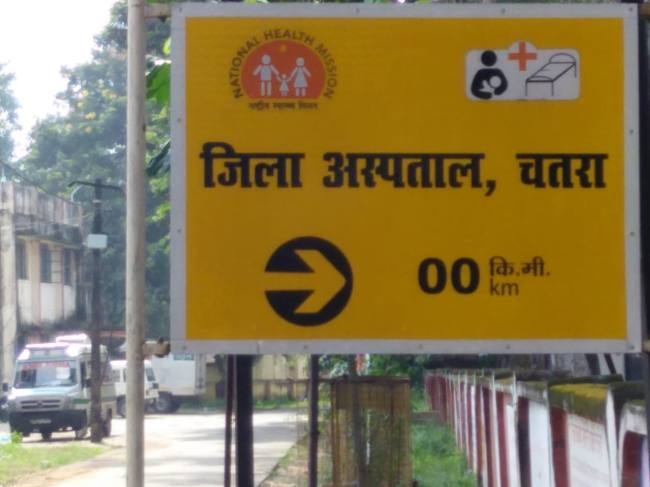 NATIONAL HEALTH MISSION
राष्ट्रीय स्वास्थ्य मिशन
जिला अस्पताल, चतरा
00 कि.मी.
km